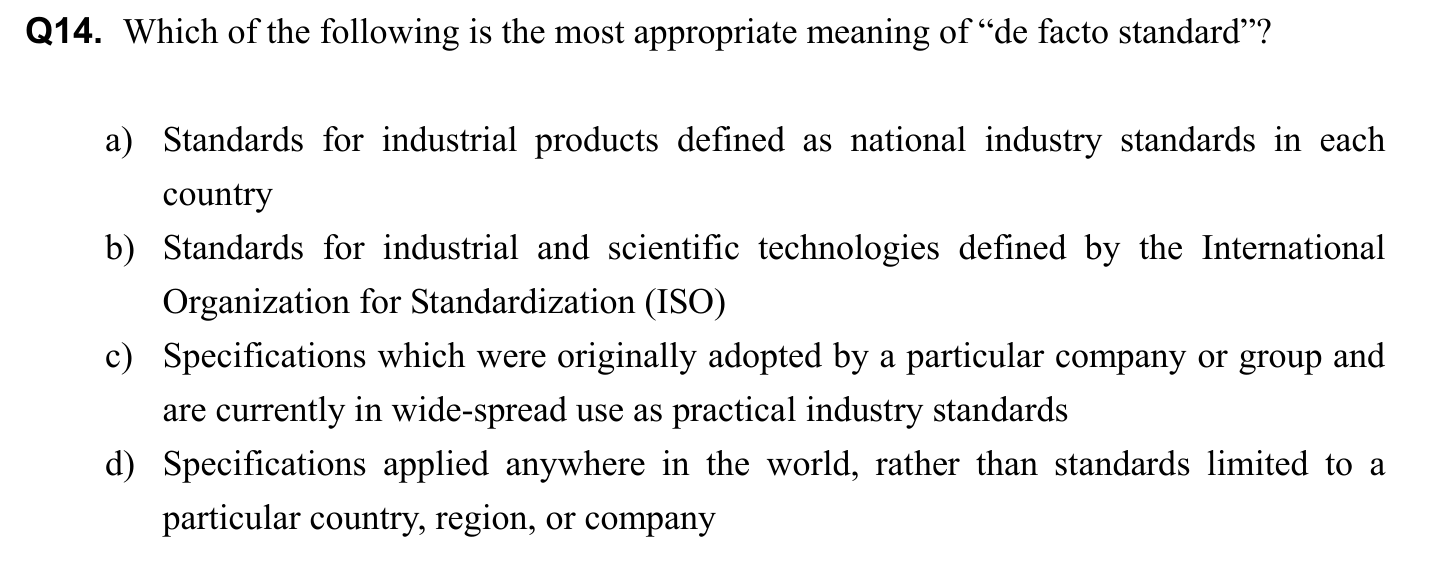 Q14. Which of the following is the most appropriate meaning of “de facto standard”?
a) Standards for industrial products defined as national industry standards in each
country
b) Standards for industrial and scientific technologies defined by the International
Organization for Standardization (ISO)
c) Specifications which were originally adopted by a particular company or group and
are currently in wide-spread use as practical industry standards
d) Specifications applied anywhere in the world, rather than standards limited to a
particular country, region, or company